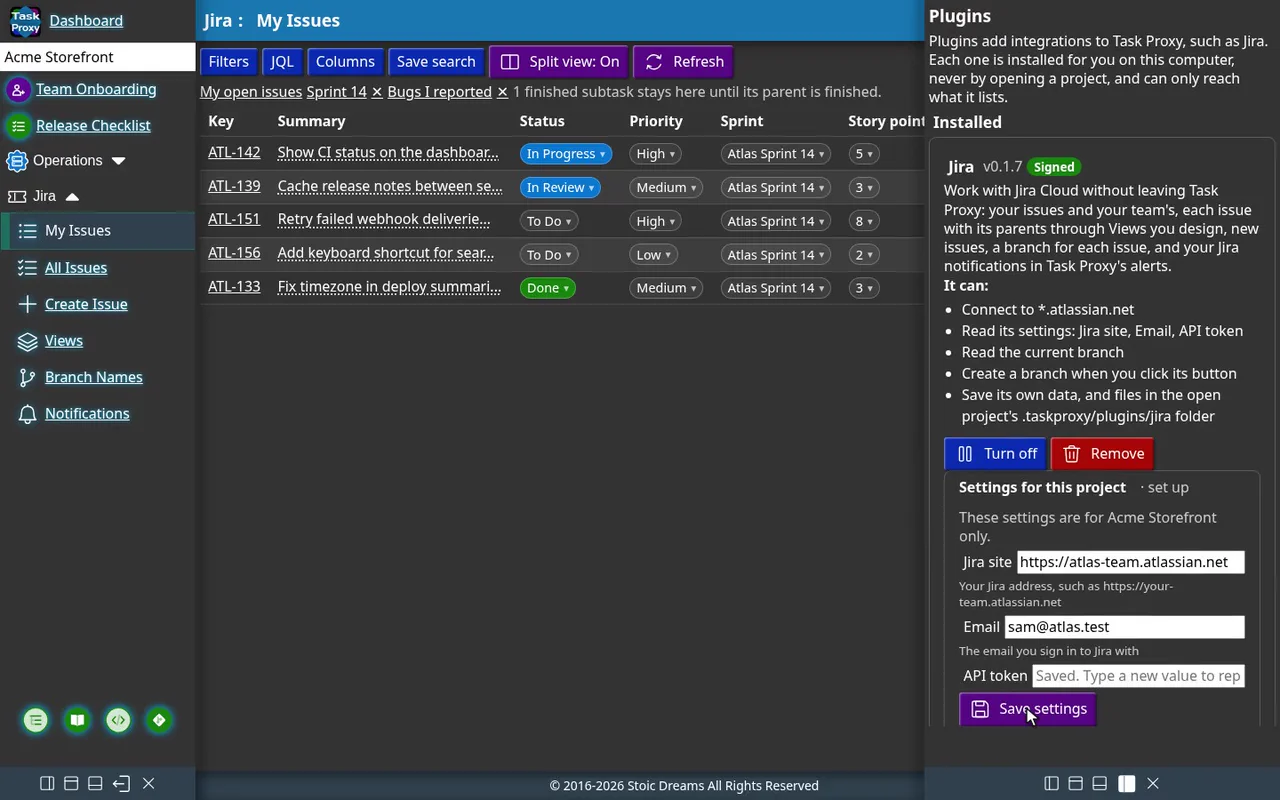 Task Proxy
Dashboard
Acme Storefront
Team Onboarding
Release Checklist
Operations
Jira
My Issues
All Issues
Create Issue
Views
Branch Names
Notifications
Jira : My Issues
Filters JQL Columns Save search Split view: On Refresh
My open issues Sprint 14 × Bugs I reported × 1 finished subtask stays here until its parent is finished.
Key Summary Status Priority Sprint Story point
ATL-142 Show CI status on the dashboar... In Progress High Atlas Sprint 14 5
ATL-139 Cache release notes between se... In Review Medium Atlas Sprint 14 3
ATL-151 Retry failed webhook deliverie... To Do High Atlas Sprint 14 8
ATL-156 Add keyboard shortcut for sear... To Do Low Atlas Sprint 14 2
ATL-133 Fix timezone in deploy summari... Done Medium Atlas Sprint 14 3
© 2016-2026 Stoic Dreams All Rights Reserved
Plugins
Plugins add integrations to Task Proxy, such as Jira.
Each one is installed for you on this computer,
never by opening a project, and can only reach
what it lists.
Installed
Jira v0.1.7 Signed
Work with Jira Cloud without leaving Task
Proxy: your issues and your team's, each issue
with its parents through Views you design, new
issues, a branch for each issue, and your Jira
notifications in Task Proxy's alerts.
It can:
• Connect to *.atlassian.net
• Read its settings: Jira site, Email, API token
• Read the current branch
• Create a branch when you click its button
• Save its own data, and files in the open
project's .taskproxy/plugins/jira folder
Turn off Remove
Settings for this project · set up
These settings are for Acme Storefront
only.
Jira site https://atlas-team.atlassian.net
Your Jira address, such as https://your-
team.atlassian.net
Email sam@atlas.test
The email you sign in to Jira with
API token Saved. Type a new value to rep
Save settings